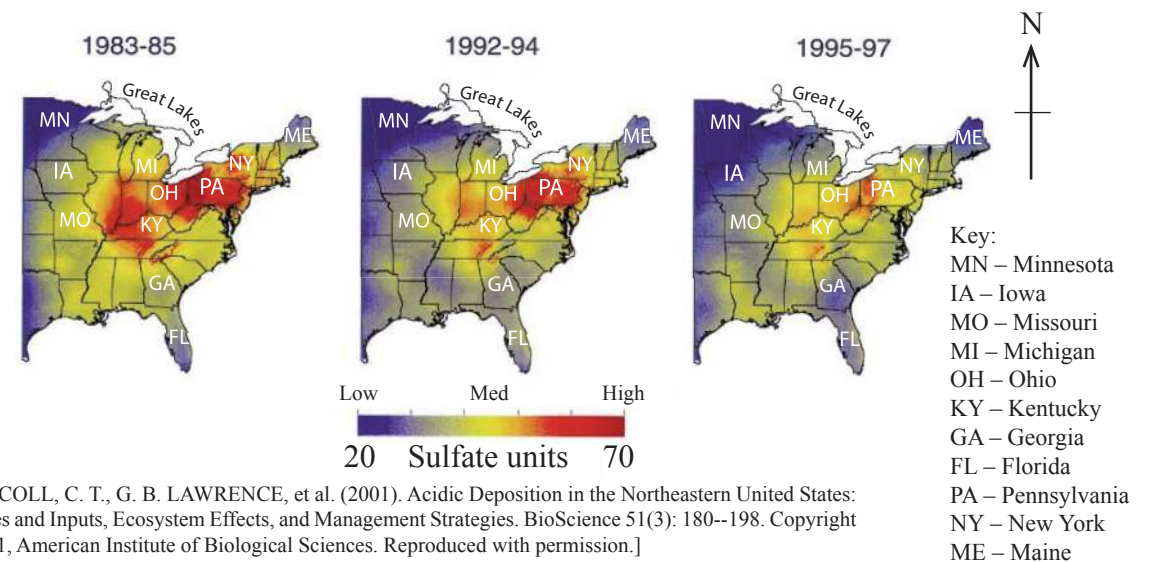 1983-85
1992-94
1995-97
N
Great Lakes
MN
ME
IA
MI
NY
OH
PA
MO
KY
GA
FL
Great Lakes
MN
ME
IA
MI
NY
OH
PA
MO
KY
GA
FL
Great Lakes
MN
ME
IA
MI
NY
OH
PA
MO
KY
GA
FL
Low Med High
20 Sulfate units 70
Key:
MN – Minnesota
IA – Iowa
MO – Missouri
MI – Michigan
OH – Ohio
KY – Kentucky
GA – Georgia
FL – Florida
PA – Pennsylvania
NY – New York
ME – Maine
COLL, C. T., G. B. LAWRENCE, et al. (2001). Acidic Deposition in the Northeastern United States:
es and Inputs, Ecosystem Effects, and Management Strategies. BioScience 51(3): 180--198. Copyright
1, American Institute of Biological Sciences. Reproduced with permission.]